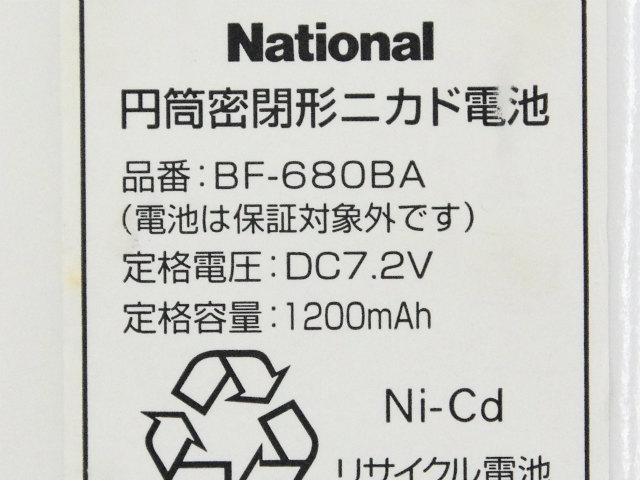 National
円筒密閉形ニカド電池
品番：BF-680BA
（電池は保証対象外です）
定格電圧：DC7.2V
定格容量：1200mAh
Ni-Cd
リサイクル電池